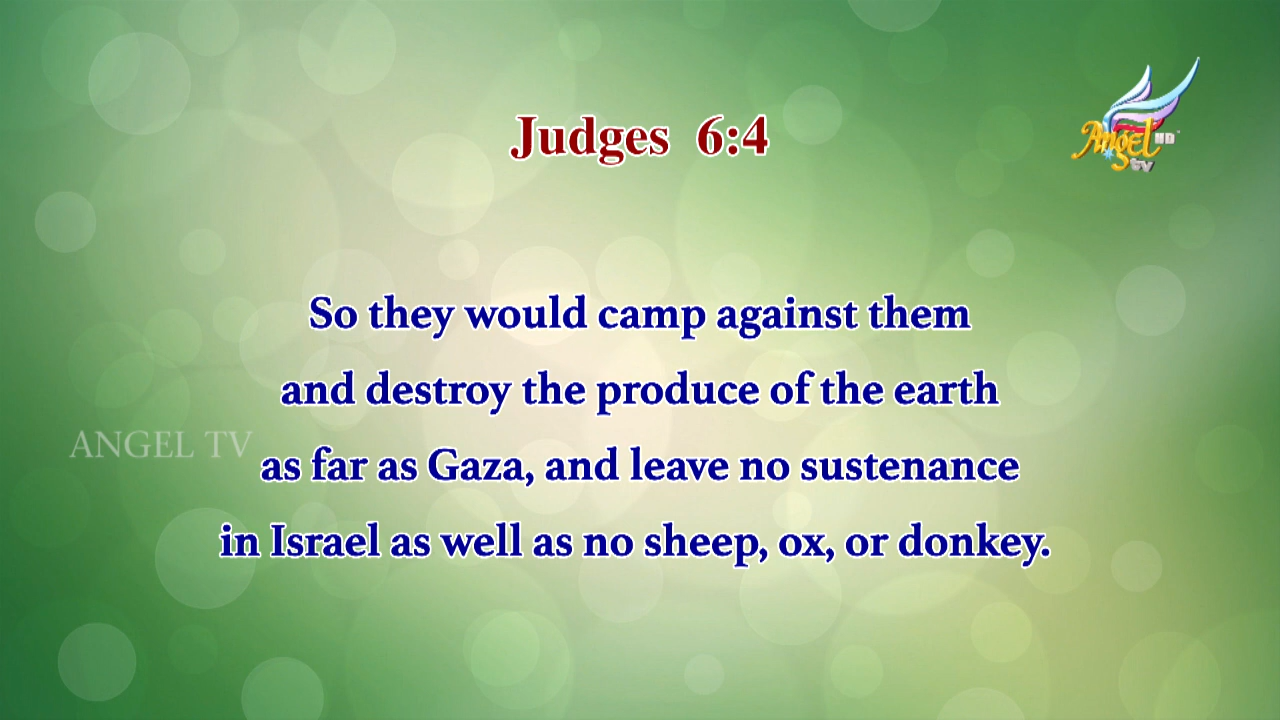 Judges 6:4
Angel HD
tv
So they would camp against them
and destroy the produce of the earth
ANGEL TV
as far as Gaza, and leave no sustenance
in Israel as well as no sheep, ox, or donkey.